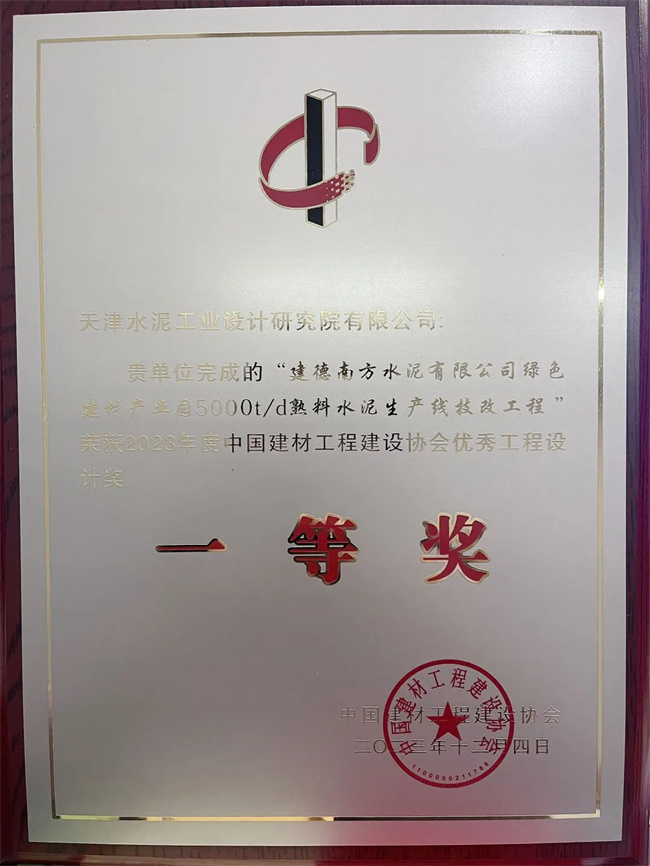 天津水泥工业设计研究院有限公司:
贵单位完成的“建德南方水泥有限公司绿色
建材产业园5000t/d熟料水泥生产线技改工程”
荣获2023年度中国建材工程建设协会优秀工程设
计奖
一等奖
中国建材工程建设协会
二〇二三年十二月四日
中国建材工程建设协会